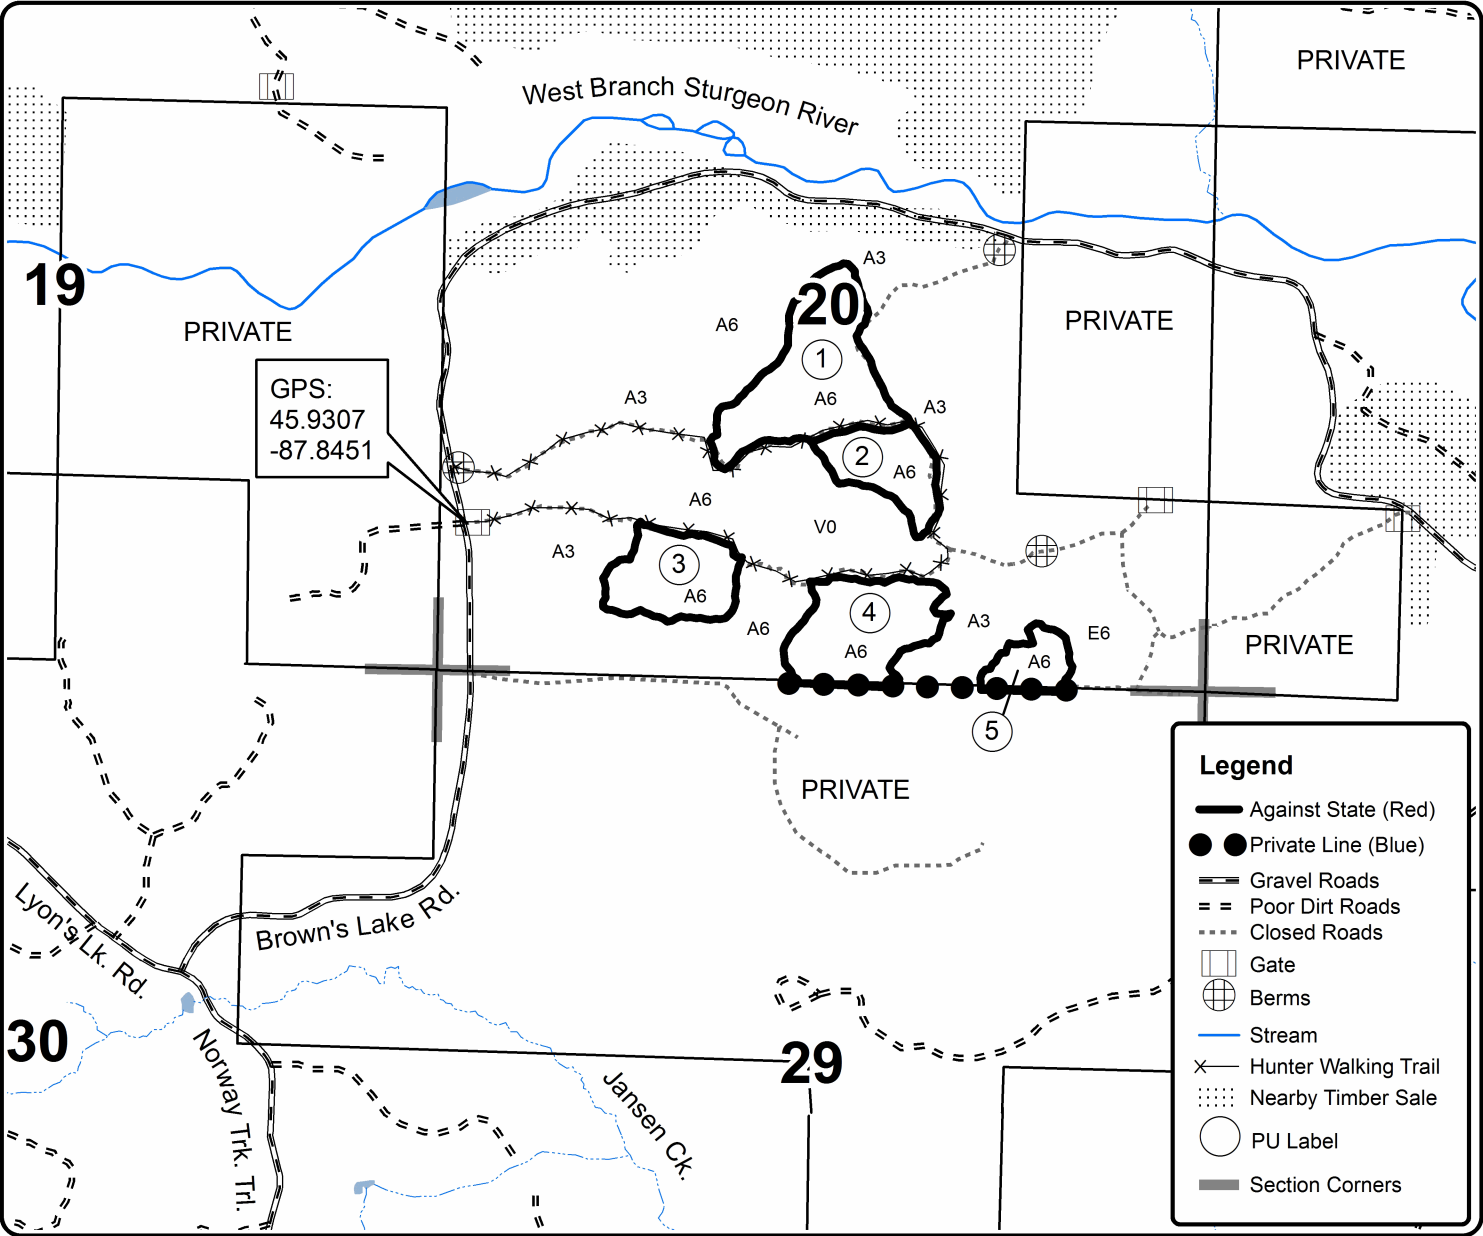 PRIVATE
West Branch Sturgeon River
A3
19
20
PRIVATE
PRIVATE
A6
1
GPS:
45.9307
-87.8451
A3
A6
A3
2
A6
A6
V0
A3
3
A6
4
A6
A3
E6
A6
A6
PRIVATE
5
PRIVATE
Legend
Against State (Red)
Private Line (Blue)
Gravel Roads
Poor Dirt Roads
Closed Roads
Gate
Berms
Stream
Hunter Walking Trail
Nearby Timber Sale
PU Label
Section Corners
Lyon's Lk. Rd.
Brown's Lake Rd.
30
Norway Trk. Trl.
29
Jansen Ck.